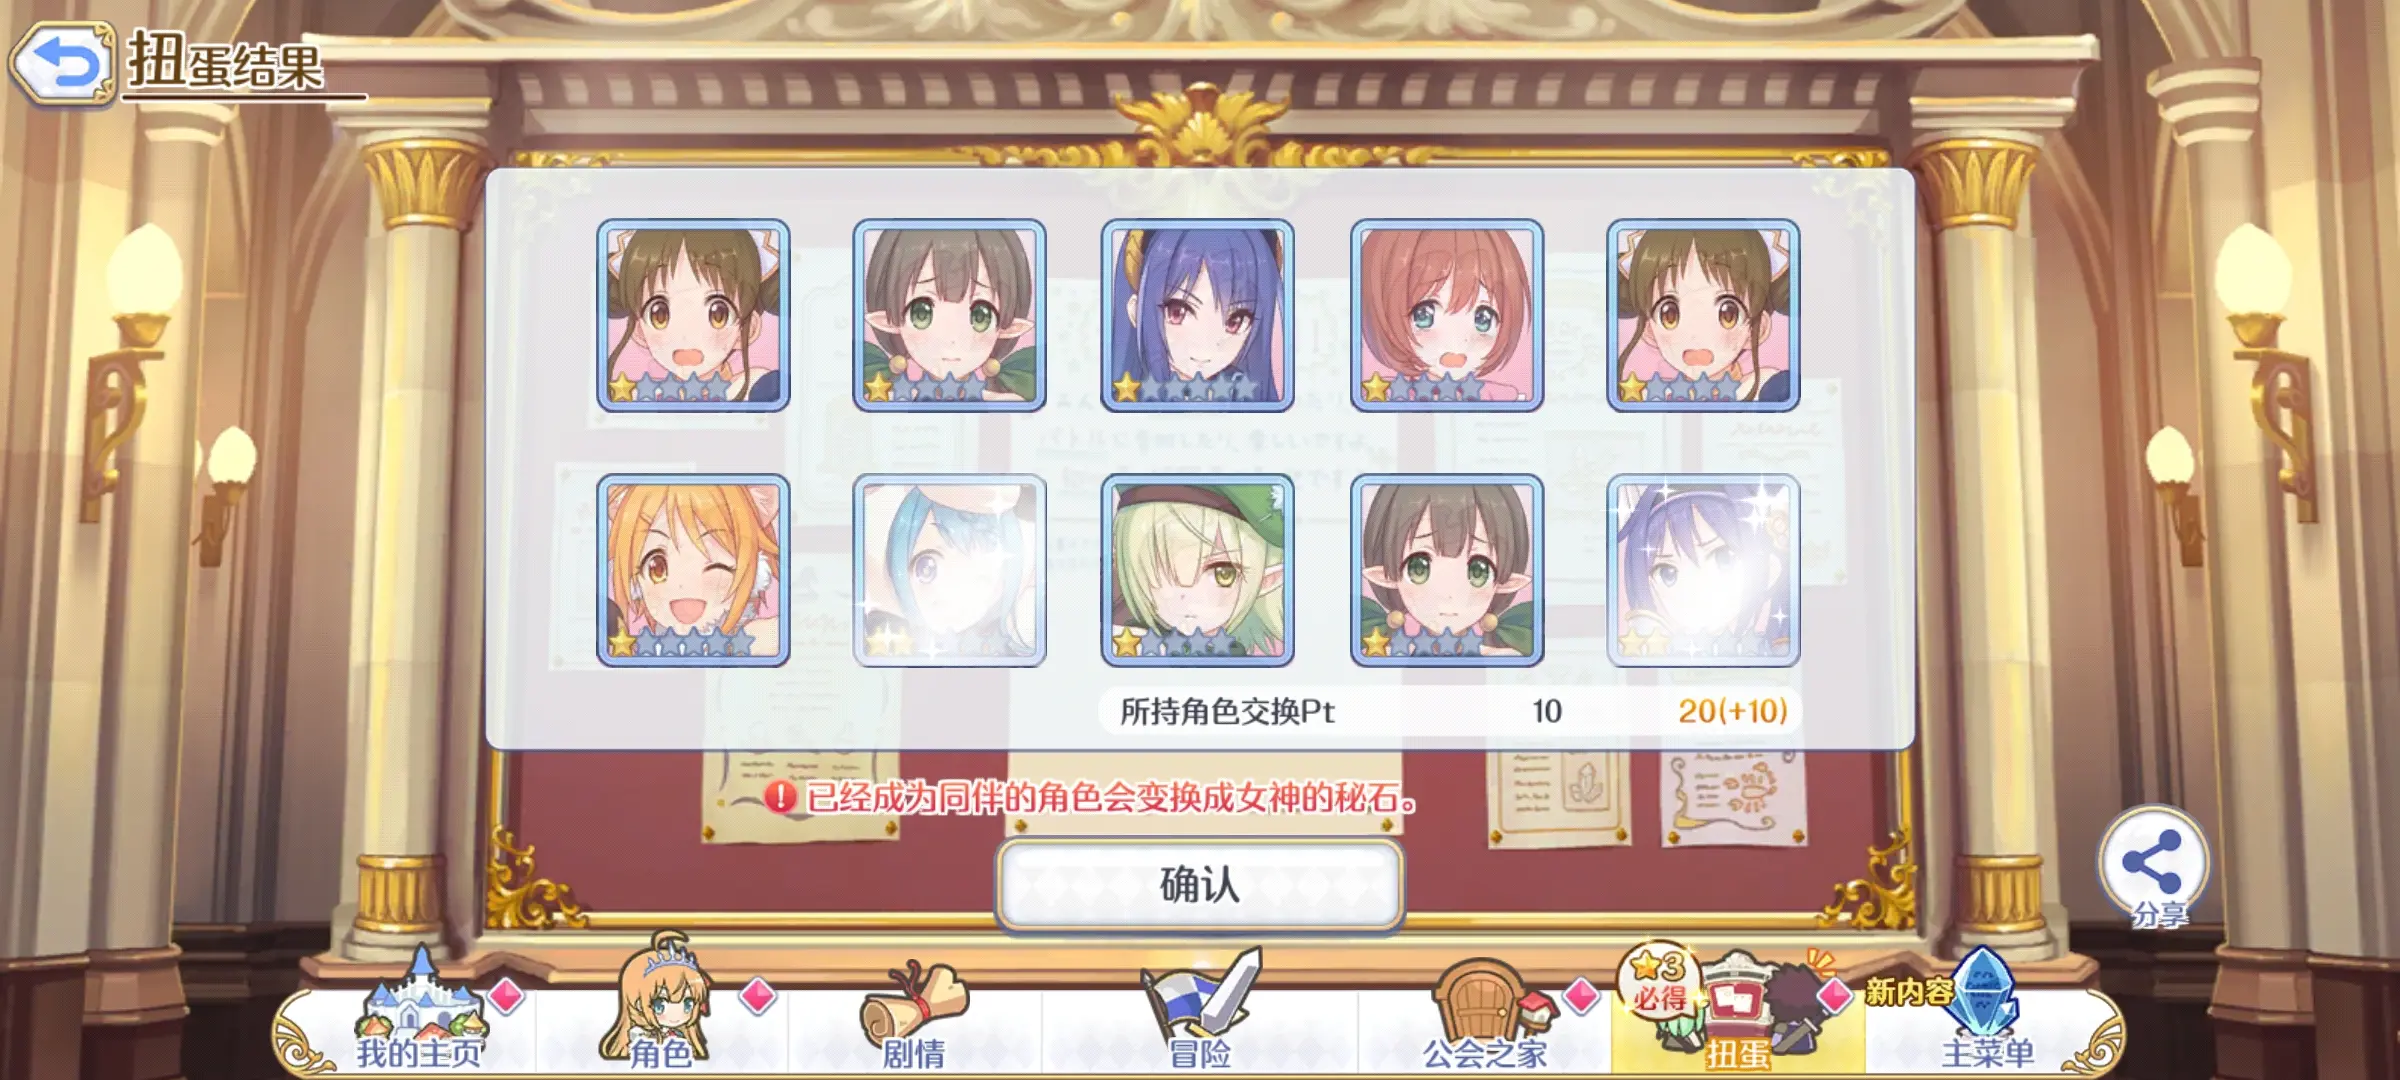 扭蛋结果
所持角色交换Pt 10 20(+10)
已经成为同伴的角色会变换成女神的秘石。
确认
分享
3
必得
新内容
我的主页 角色 剧情 冒险 公会之家 扭蛋 主菜单